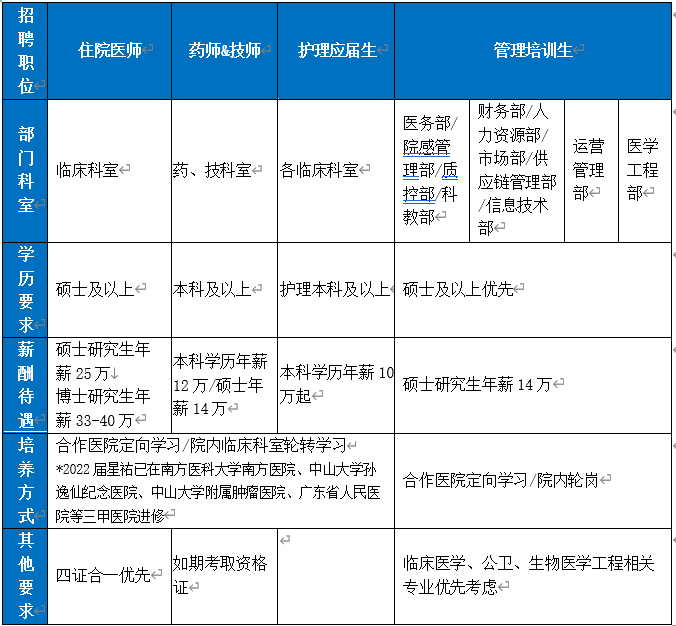 招
聘
职
位
住院医师
药师&技师
护理应届生
管理培训生
部
门
科
室
临床科室
药、技科室
各临床科室
医务部/
院感管
理部/质
控部/科
教部
财务部/人
力资源部/
市场部/供
应链管理部
/信息技术
部
运营
管理
部
医学
工程
部
学
历
要
求
硕士及以上
本科及以上
护理本科及以上
硕士及以上优先
薪
酬
待
遇
硕士研究生年
薪 25 万
博士研究生年
薪 33-40 万
本科学历年薪
12 万/硕士年
薪 14 万
本科学历年薪 10
万起
硕士研究生年薪 14 万
培
养
方
式
合作医院定向学习/院内临床科室轮转学习
*2022 届星祐已在南方医科大学南方医院、中山大学孙
逸仙纪念医院、中山大学附属肿瘤医院、广东省人民医
院等三甲医院进修
合作医院定向学习/院内轮岗
其
他
要
求
四证合一优先
如期考取资格
证
临床医学、公卫、生物医学工程相关
专业优先考虑